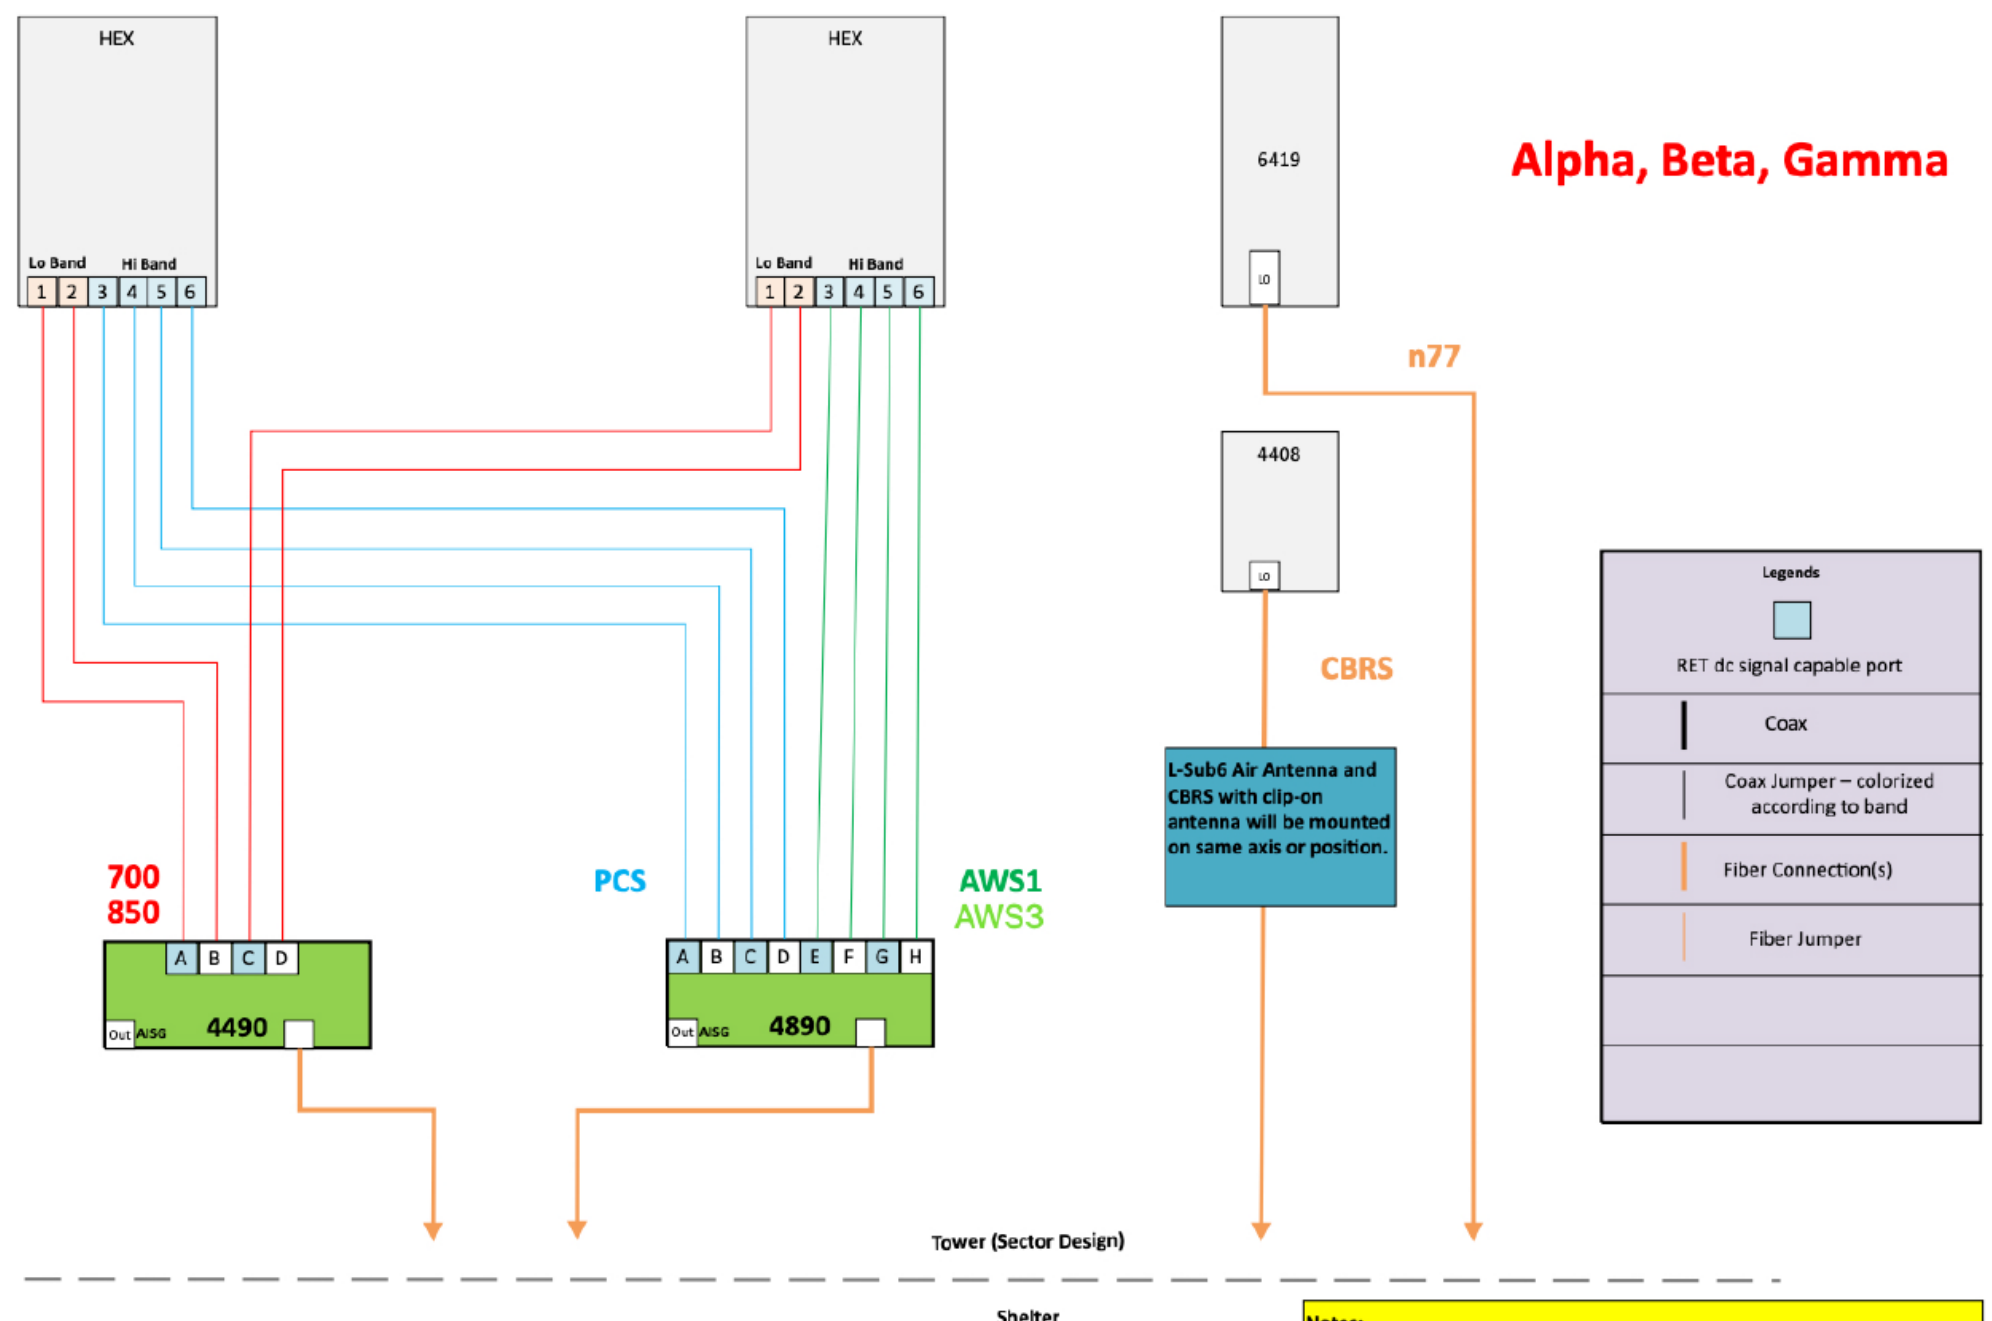 HEX
HEX
6419
Alpha, Beta, Gamma
Lo Band Hi Band
1 2 3 4 5 6
Lo Band Hi Band
1 2 3 4 5 6
LO
n77
4408
LO
CBRS
Legends
RET dc signal capable port
Coax
Coax Jumper – colorized
according to band
Fiber Connection(s)
Fiber Jumper
L-Sub6 Air Antenna and
CBRS with clip-on
antenna will be mounted
on same axis or position.
700
850
PCS
AWS1
AWS3
A B C D
Out AISG 4490
A B C D E F G H
Out AISG 4890
Tower (Sector Design)
Shelter
Notes: